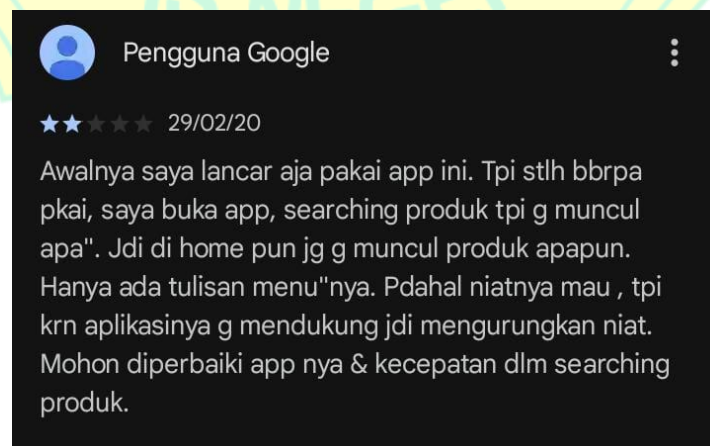 Pengguna Google
29/02/20
Awalnya saya lancar aja pakai app ini. Tpi stlh bbrpa
pkai, saya buka app, searching produk tpi g muncul
apa". Jdi di home pun jg g muncul produk apapun.
Hanya ada tulisan menu"nya. Pdahal niatnya mau , tpi
krn aplikasinya g mendukung jdi mengurungkan niat.
Mohon diperbaiki app nya & kecepatan dlm searching
produk.